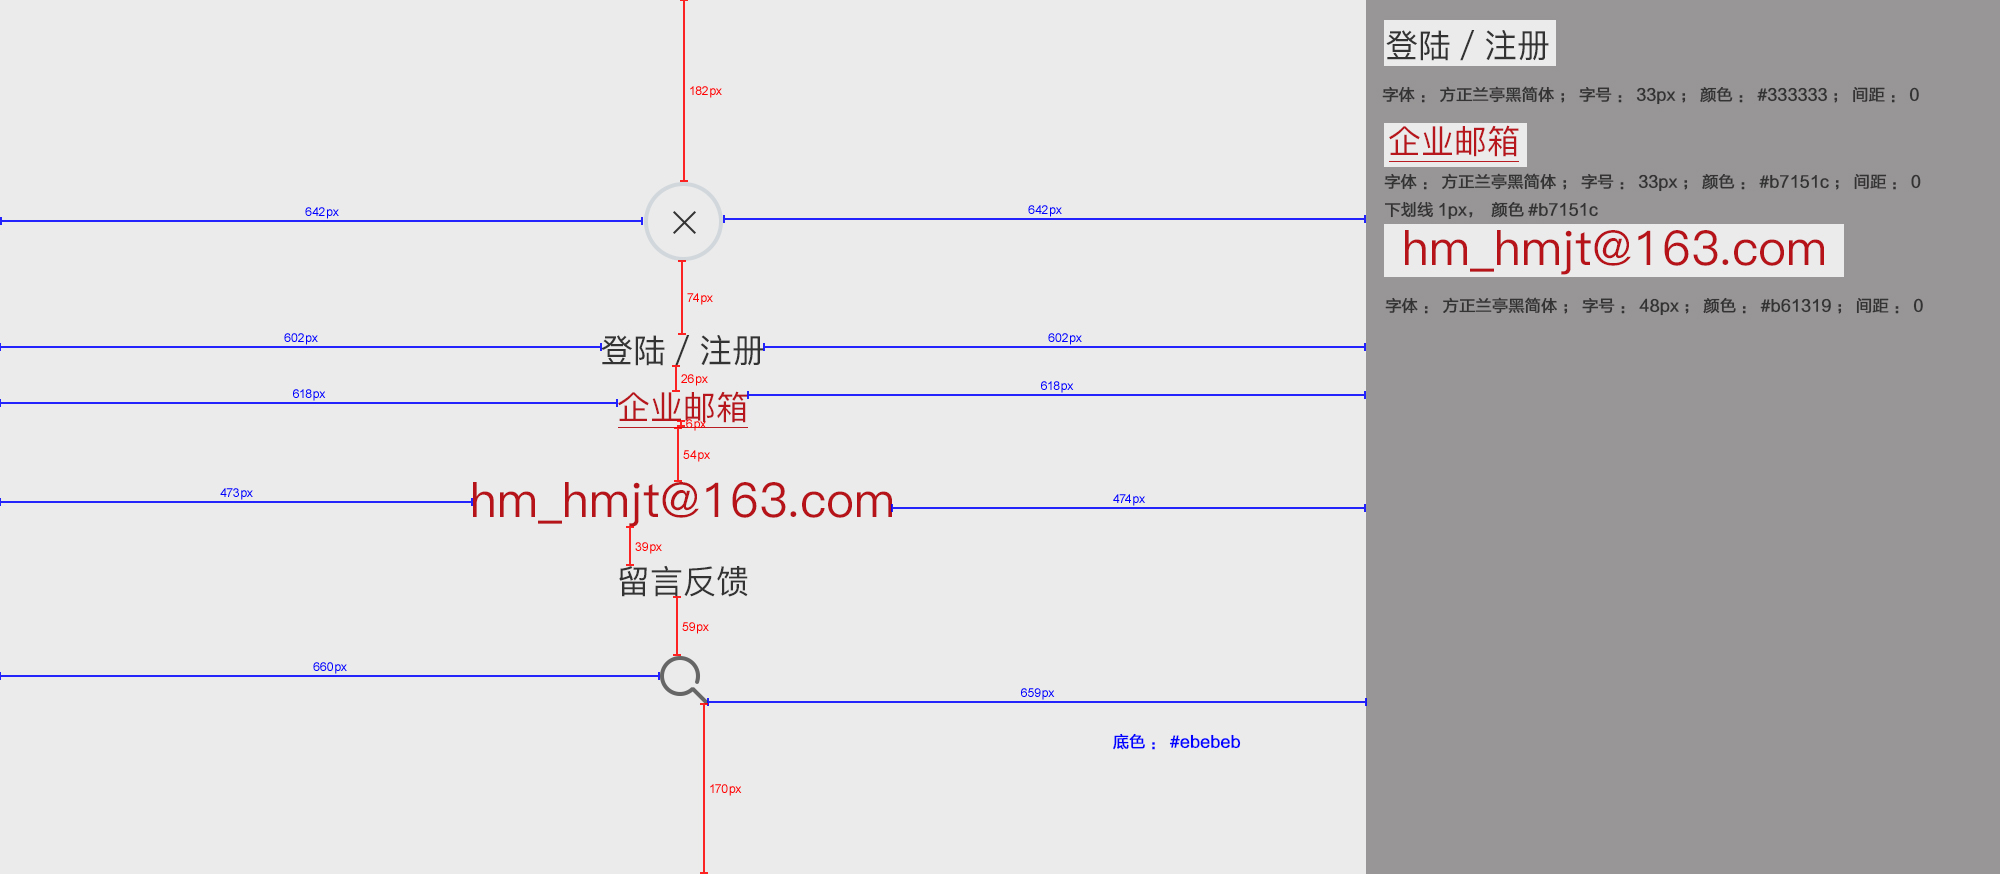 182px
642px
642px
74px
602px
登陆 / 注册
602px
26px
618px
企业邮箱
618px
6px
54px
473px
hm_hmjt@163.com
474px
39px
留言反馈
59px
660px
659px
底色： #ebebeb
170px
登陆 / 注册
字体： 方正兰亭黑简体； 字号： 33px； 颜色： #333333； 间距： 0
企业邮箱
字体： 方正兰亭黑简体； 字号： 33px； 颜色： #b7151c； 间距： 0
下划线 1px， 颜色 #b7151c
hm_hmjt@163.com
字体： 方正兰亭黑简体； 字号： 48px； 颜色： #b61319； 间距： 0